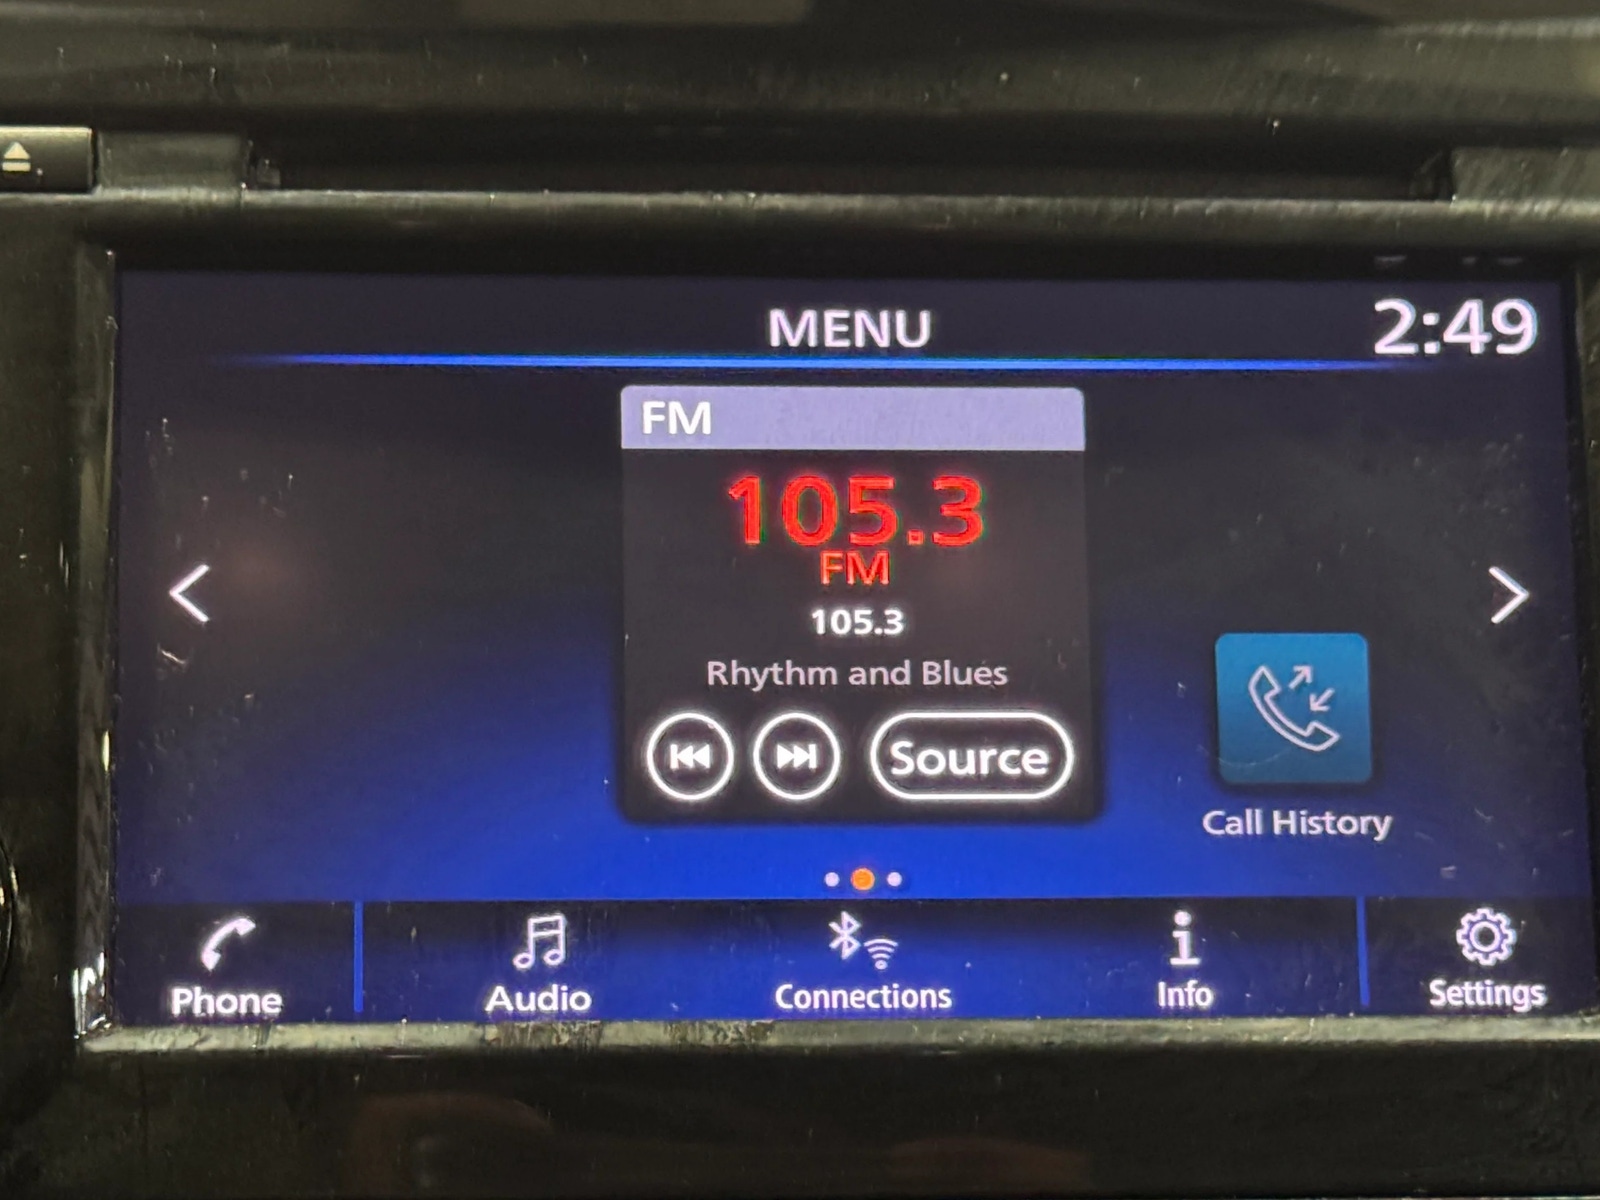 MENU
2:49
FM
105.3
FM
105.3
Rhythm and Blues
Source
Call History
Phone
Audio
Connections
Info
Settings